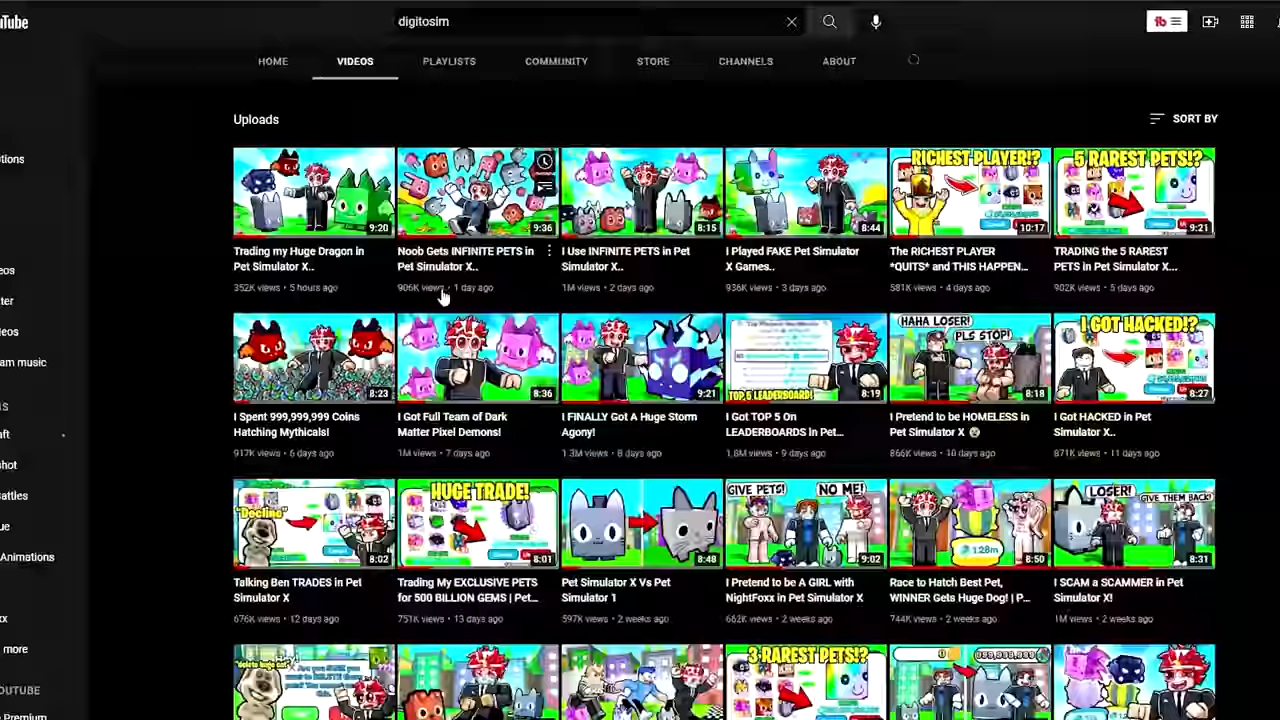 uTube
digitosim
HOME
VIDEOS
PLAYLISTS
COMMUNITY
STORE
CHANNELS
ABOUT
Uploads
SORT BY
tions
eos
ter
deos
am music
S
aft
shot
attles
ue
Animations
xx
more
OUTUBE
Premium
9:20
9:36
8:15
8:44
RICHEST PLAYER!?
10:17
5 RAREST PETS!?
9:21
Trading my Huge Dragon in
Pet Simulator X..
352K views • 5 hours ago
Noob Gets INFINITE PETS in
Pet Simulator X..
906K views • 1 day ago
I Use INFINITE PETS in Pet
Simulator X..
1M views • 2 days ago
I Played FAKE Pet Simulator
X Games..
936K views • 3 days ago
The RICHEST PLAYER
*QUITS* and THIS HAPPEN...
581K views • 4 days ago
TRADING the 5 RAREST
PETS in Pet Simulator X...
902K views • 5 days ago
8:23
8:36
9:21
TOP 5 LEADERBOARD!
8:19
HAHA LOSER!
PLS STOP!
8:18
I GOT HACKED!?
8:27
I Spent 999,999,999 Coins
Hatching Mythicals!
917K views • 6 days ago
I Got Full Team of Dark
Matter Pixel Demons!
1M views • 7 days ago
I FINALLY Got A Huge Storm
Agony!
1.3M views • 8 days ago
I Got TOP 5 On
LEADERBOARDS in Pet...
1.8M views • 9 days ago
I Pretend to be HOMELESS in
Pet Simulator X 😢
866K views • 10 days ago
I Got HACKED in Pet
Simulator X..
871K views • 11 days ago
"Decline"
8:02
HUGE TRADE!
8:01
8:48
GIVE PETS!
NO ME!
9:02
1.28m
8:50
LOSER!
GIVE THEM BACK!
8:31
Talking Ben TRADES in Pet
Simulator X
676K views • 12 days ago
Trading My EXCLUSIVE PETS
for 500 BILLION GEMS | Pet...
751K views • 13 days ago
Pet Simulator X Vs Pet
Simulator 1
597K views • 2 weeks ago
I Pretend to be A GIRL with
NightFoxx in Pet Simulator X
662K views • 2 weeks ago
Race to Hatch Best Pet,
WINNER Gets Huge Dog! | P...
744K views • 2 weeks ago
I SCAM a SCAMMER in Pet
Simulator X!
1M views • 2 weeks ago
"delete huge cat"
3 RAREST PETS!?